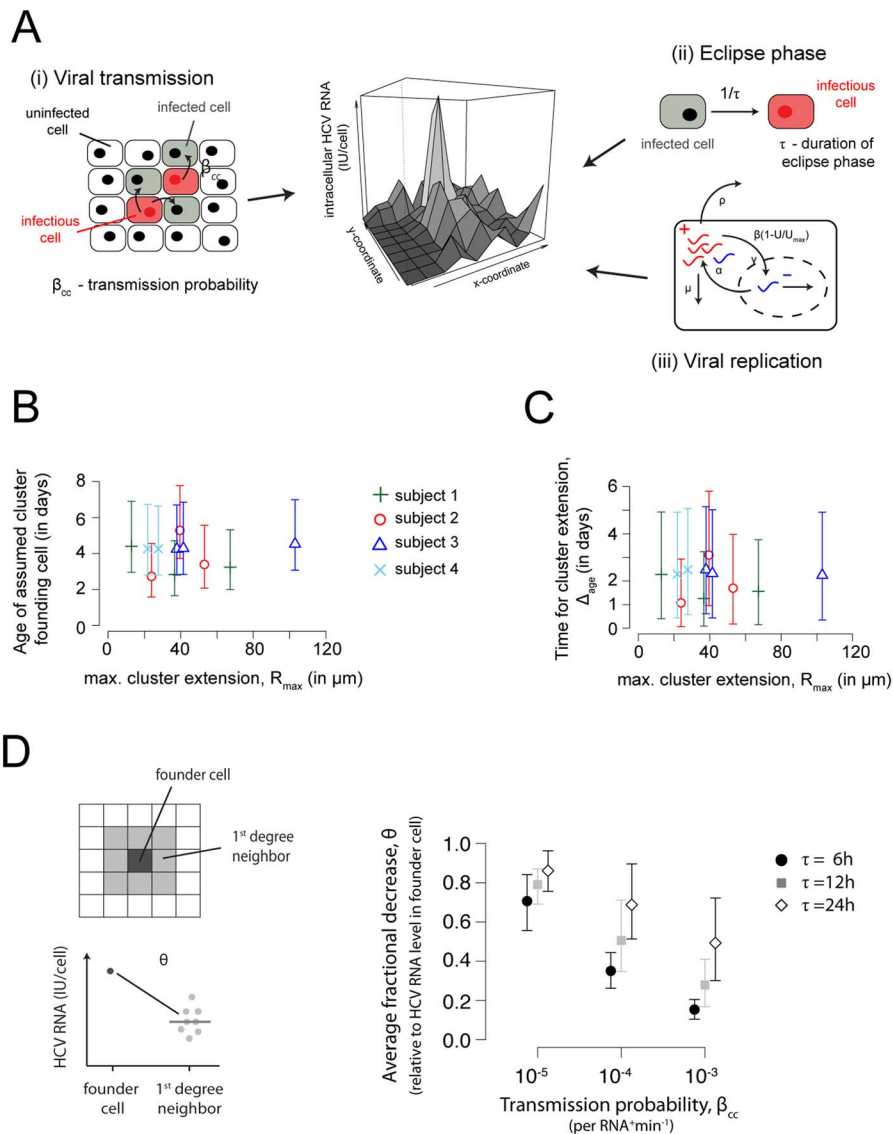 A
(i) Viral transmission
uninfected
cell
infected cell
β_cc
infectious
cell
β_cc - transmission probability
intracellular HCV RNA
(IU/cell)
y-coordinate
x-coordinate
(ii) Eclipse phase
1/τ
infectious
cell
infected cell
τ - duration of
eclipse phase
ρ
+
β(1-U/U_max)
γ
α
−
μ
(iii) Viral replication
B
Age of assumed cluster
founding cell (in days)
8
6
4
2
0
0
40
80
120
max. cluster extension, R_max (in μm)
subject 1
subject 2
subject 3
subject 4
C
Time for cluster extension,
Δ_age (in days)
6
4
2
1
0
0
40
80
120
max. cluster extension, R_max (in μm)
D
founder cell
1st degree
neighbor
HCV RNA (IU/cell)
θ
founder
cell
1st degree
neighbor
Average fractional decrease, θ
(relative to HCV RNA level in founder cell)
1.0
0.8
0.6
0.4
0.2
0.0
10⁻⁵
10⁻⁴
10⁻³
Transmission probability, β_cc
(per RNA⁺min⁻¹)
τ = 6h
τ =12h
τ =24h